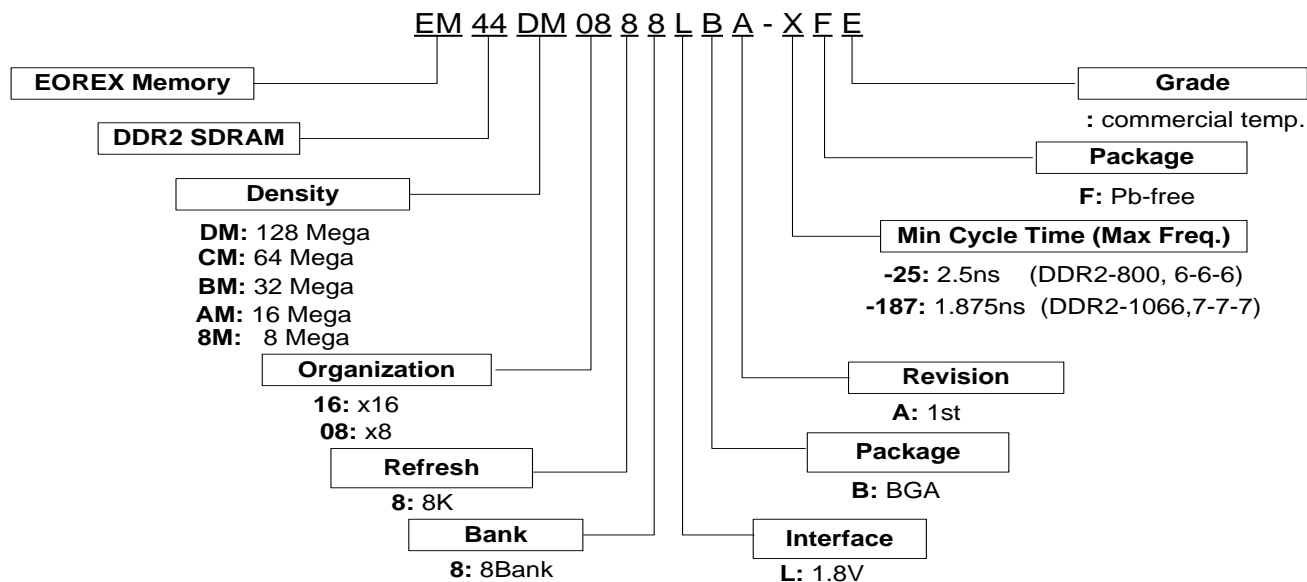 EM 44 DM 08 8 8 L B A - X F E
EOREX Memory
DDR2 SDRAM
Density
DM: 128 Mega
CM: 64 Mega
BM: 32 Mega
AM: 16 Mega
8M: 8 Mega
Organization
16: x16
08: x8
Refresh
8: 8K
Bank
8: 8Bank
Grade
: commercial temp.
Package
F: Pb-free
Min Cycle Time (Max Freq.)
-25: 2.5ns (DDR2-800, 6-6-6)
-187: 1.875ns (DDR2-1066,7-7-7)
Revision
A: 1st
Package
B: BGA
Interface
L: 1.8V